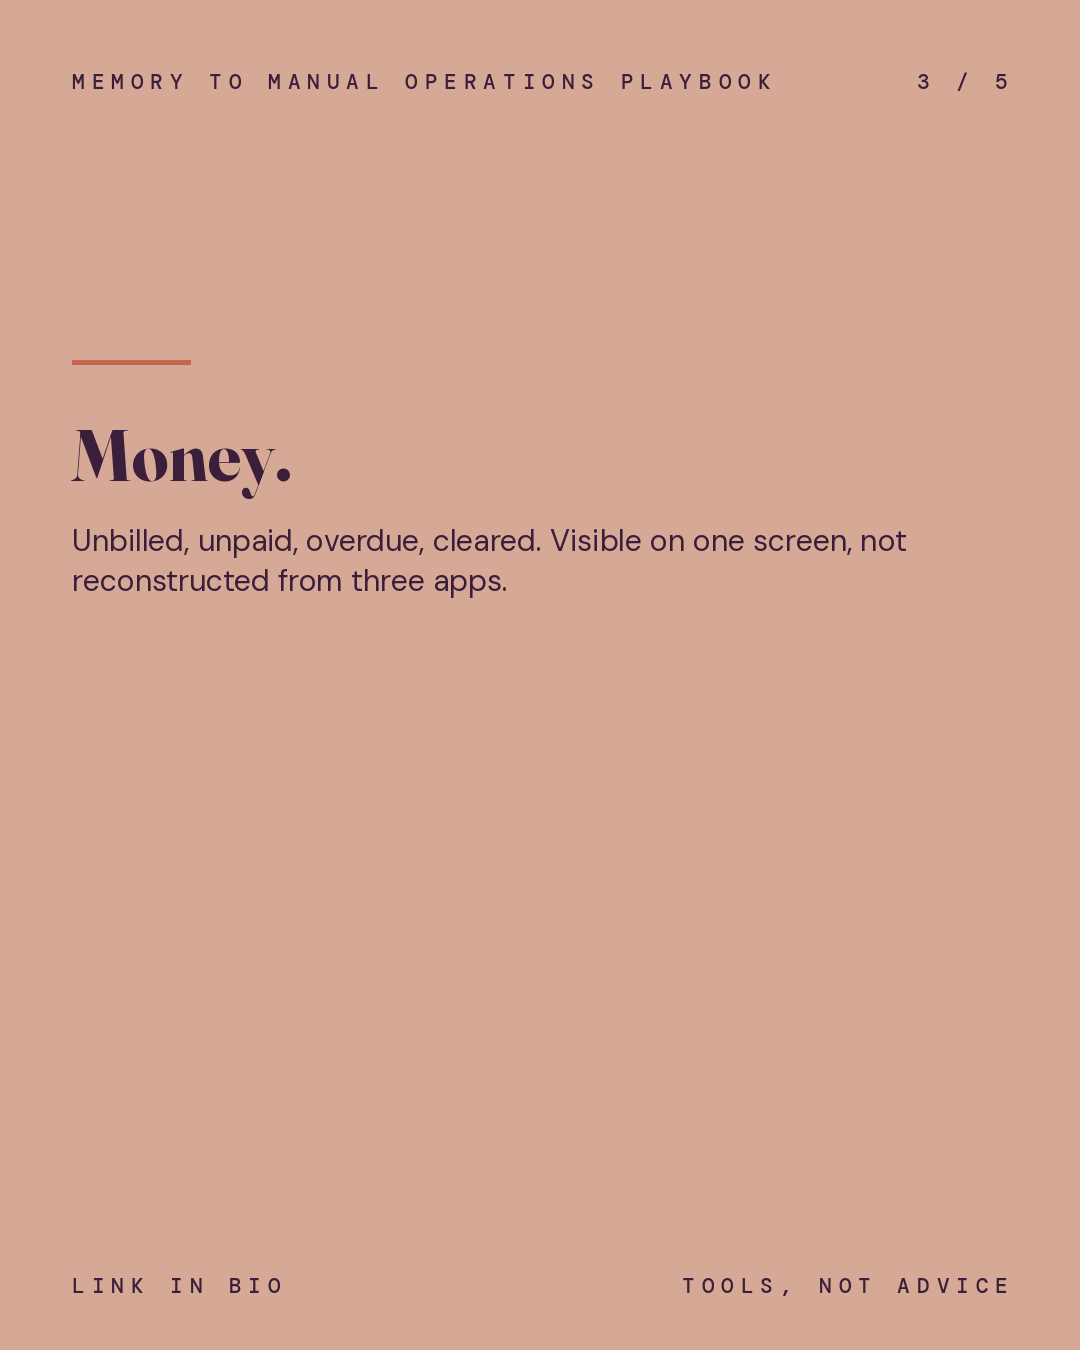 MEMORY TO MANUAL OPERATIONS PLAYBOOK 3 / 5
Money.
Unbilled, unpaid, overdue, cleared. Visible on one screen, not
reconstructed from three apps.
LINK IN BIO TOOLS, NOT ADVICE